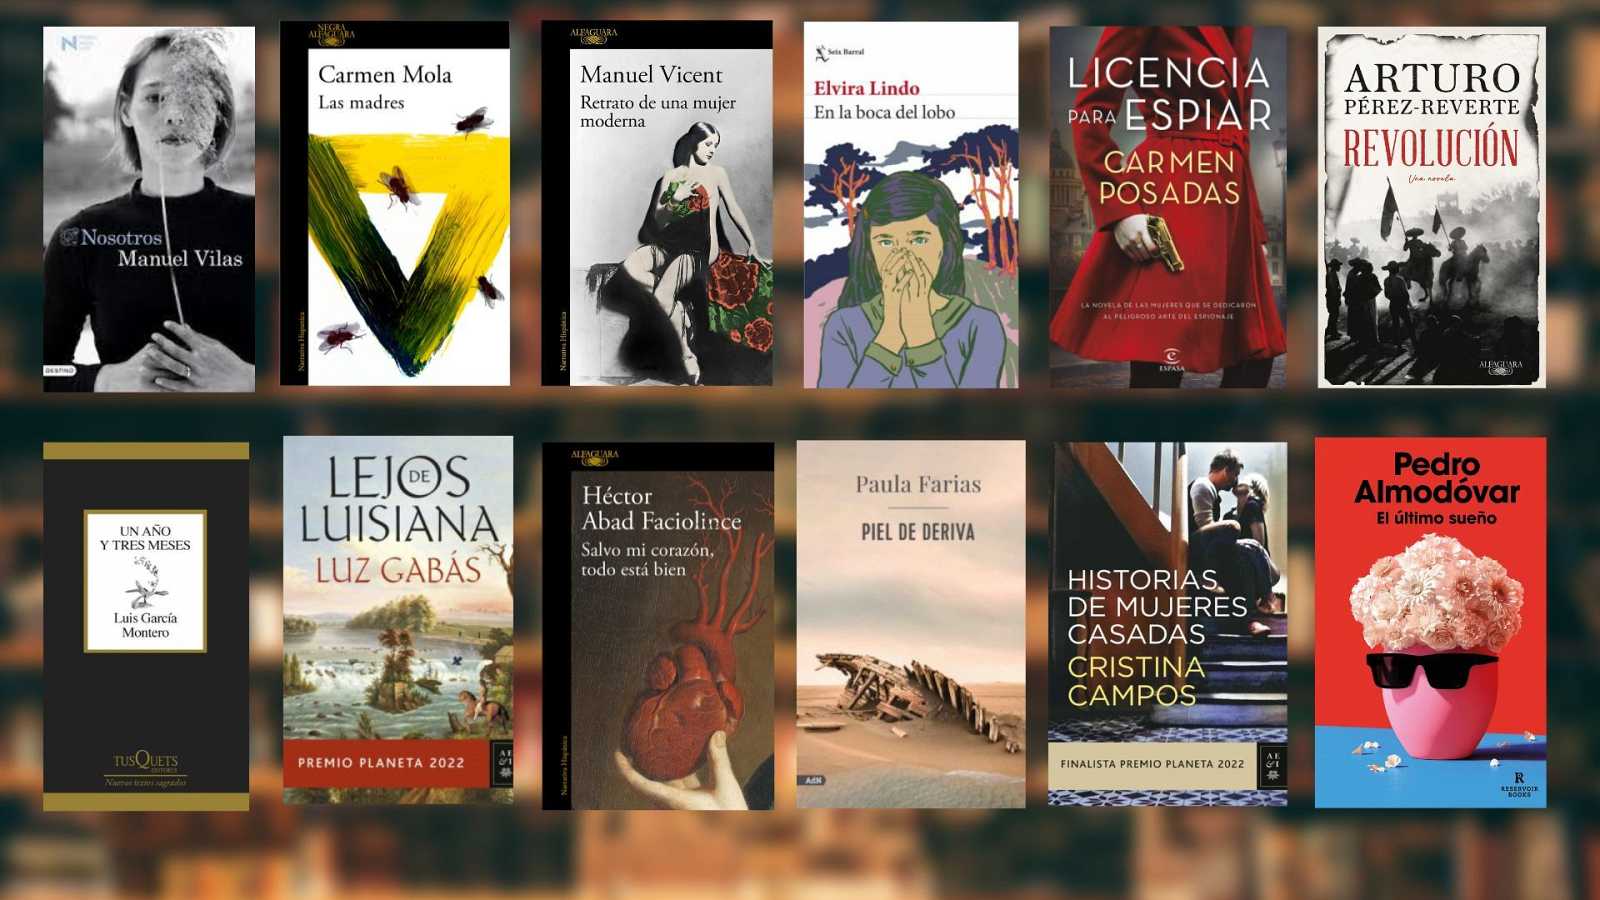 N
Nosotros
Manuel Vilas
DESTINO
NEGRA
ALFAGUARA
Carmen Mola
Las madres
Narrativa Hispánica
ALFAGUARA
Manuel Vicent
Retrato de una mujer
moderna
Narrativa Hispánica
Seix Barral
Elvira Lindo
En la boca del lobo
LICENCIA
PARA ESPIAR
CARMEN
POSADAS
LA NOVELA DE LAS MUJERES QUE SE DEDICARON
AL PELIGROSO ARTE DEL ESPIONAJE
e
ESPASA
ARTURO
PÉREZ-REVERTE
REVOLUCIÓN
Una novela
ALFAGUARA
UN AÑO
Y TRES MESES
Luis García
Montero
TUSQUETS
EDITORES
Nuevos textos sagrados
LEJOS DE
LUISIANA
LUZ GABÁS
PREMIO PLANETA 2022
AE
&I
ALFAGUARA
Héctor
Abad Faciolince
Salvo mi corazón,
todo está bien
Narrativa Hispánica
Paula Farias
PIEL DE DERIVA
AdN
HISTORIAS
DE MUJERES
CASADAS
CRISTINA
CAMPOS
FINALISTA PREMIO PLANETA 2022
AE
&I
Pedro
Almodóvar
El último sueño
R
RESERVOIR
BOOKS